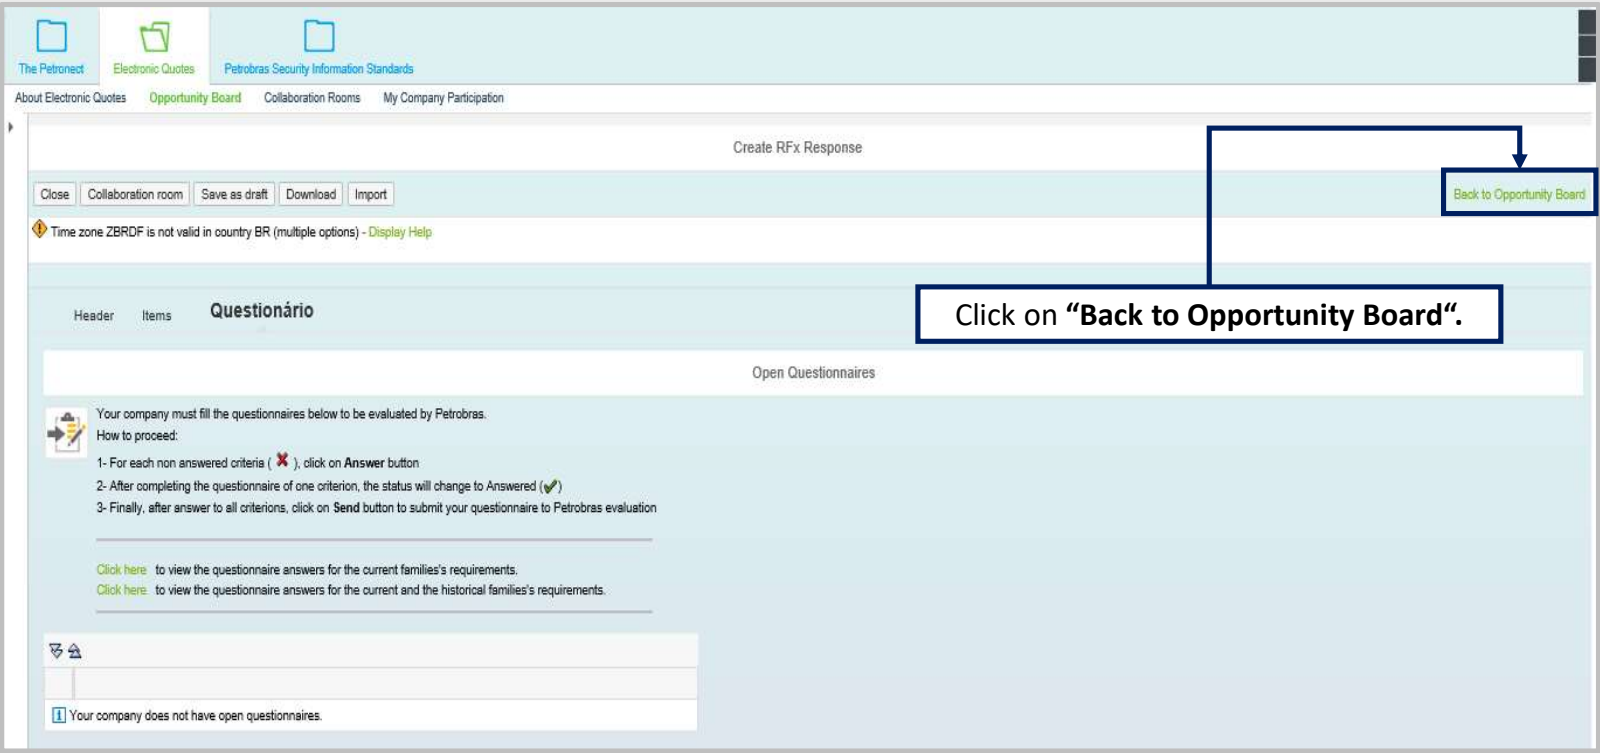 The Petronect
Electronic Quotes
Petrobras Security Information Standards
About Electronic Quotes
Opportunity Board
Collaboration Rooms
My Company Participation
Create RFx Response
Close
Collaboration room
Save as draft
Download
Import
Back to Opportunity Board
Time zone ZBRDF is not valid in country BR (multiple options) - Display Help
Header
Items
Questionário
Click on “Back to Opportunity Board“.
Open Questionnaires
Your company must fill the questionnaires below to be evaluated by Petrobras.
How to proceed:
1- For each non answered criteria ( ), click on Answer button
2- After completing the questionnaire of one criterion, the status will change to Answered ( )
3- Finally, after answer to all criterions, click on Send button to submit your questionnaire to Petrobras evaluation
Click here to view the questionnaire answers for the current families's requirements.
Click here to view the questionnaire answers for the current and the historical families's requirements.
Your company does not have open questionnaires.